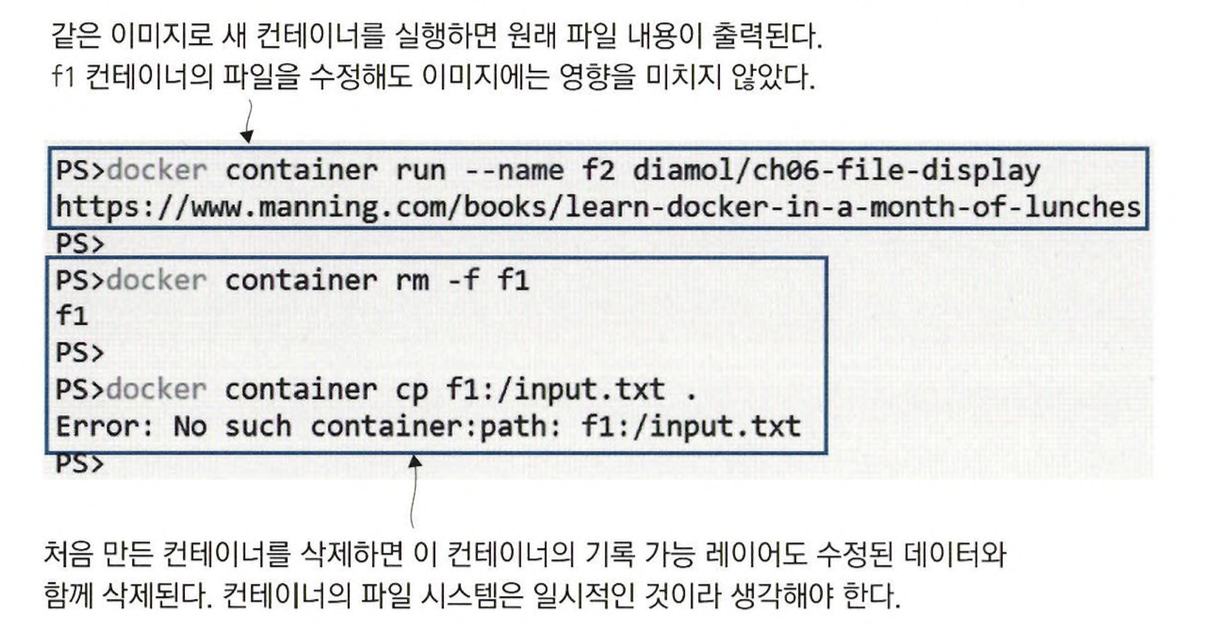 같은 이미지로 새 컨테이너를 실행하면 원래 파일 내용이 출력된다.
f1 컨테이너의 파일을 수정해도 이미지에는 영향을 미치지 않았다.
PS>docker container run --name f2 diamol/ch06-file-display
https://www.manning.com/books/learn-docker-in-a-month-of-lunches
PS>
PS>docker container rm -f f1
f1
PS>
PS>docker container cp f1:/input.txt .
Error: No such container:path: f1:/input.txt
PS>
처음 만든 컨테이너를 삭제하면 이 컨테이너의 기록 가능 레이어도 수정된 데이터와
함께 삭제된다. 컨테이너의 파일 시스템은 일시적인 것이라 생각해야 한다.